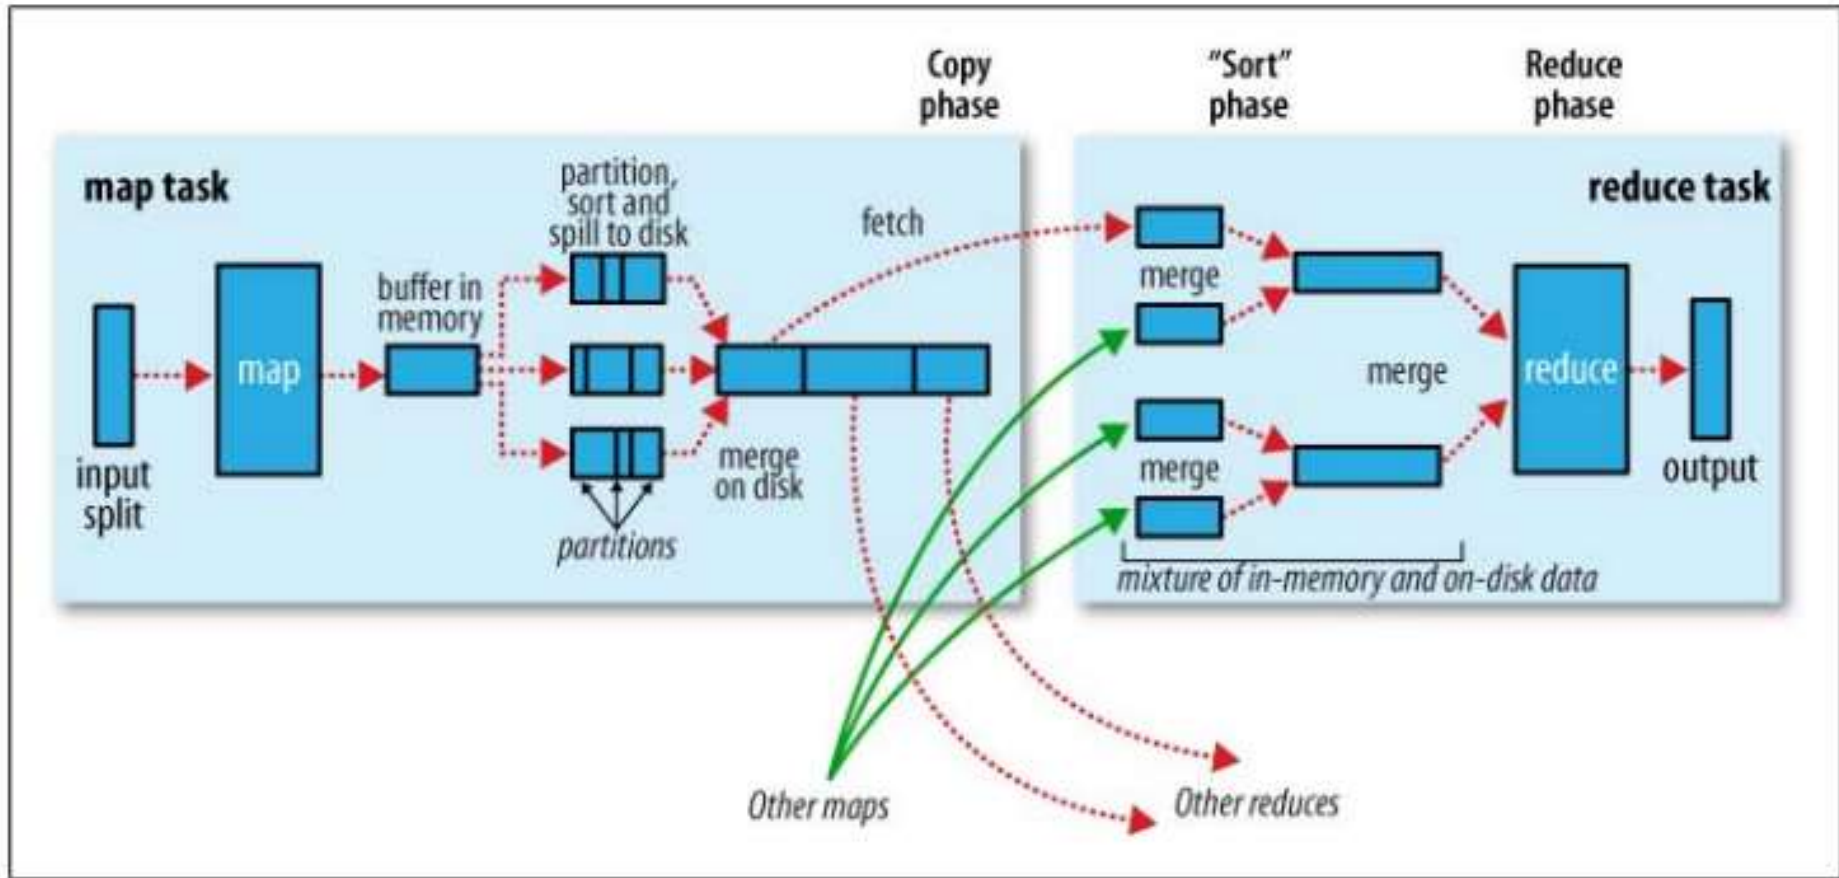 Copy
phase
"Sort"
phase
Reduce
phase
map task
reduce task
input
split
map
buffer in
memory
partition,
sort and
spill to disk
partitions
merge
on disk
fetch
merge
merge
merge
mixture of in-memory and on-disk data
reduce
output
Other maps
Other reduces